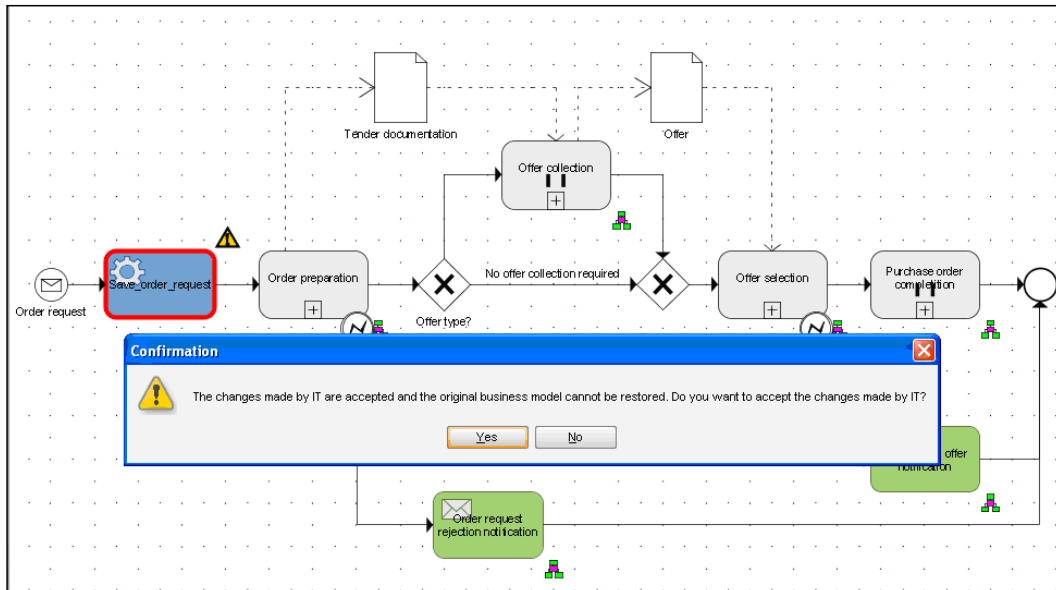 Tender documentation
Offer
Offer collection
Save_order_request
Order preparation
No offer collection required
Offer selection
Purchase order
completition
Order request
Offer type?
Confirmation
The changes made by IT are accepted and the original business model cannot be restored. Do you want to accept the changes made by IT?
Yes
No
offer
notification
Order request
rejection notification